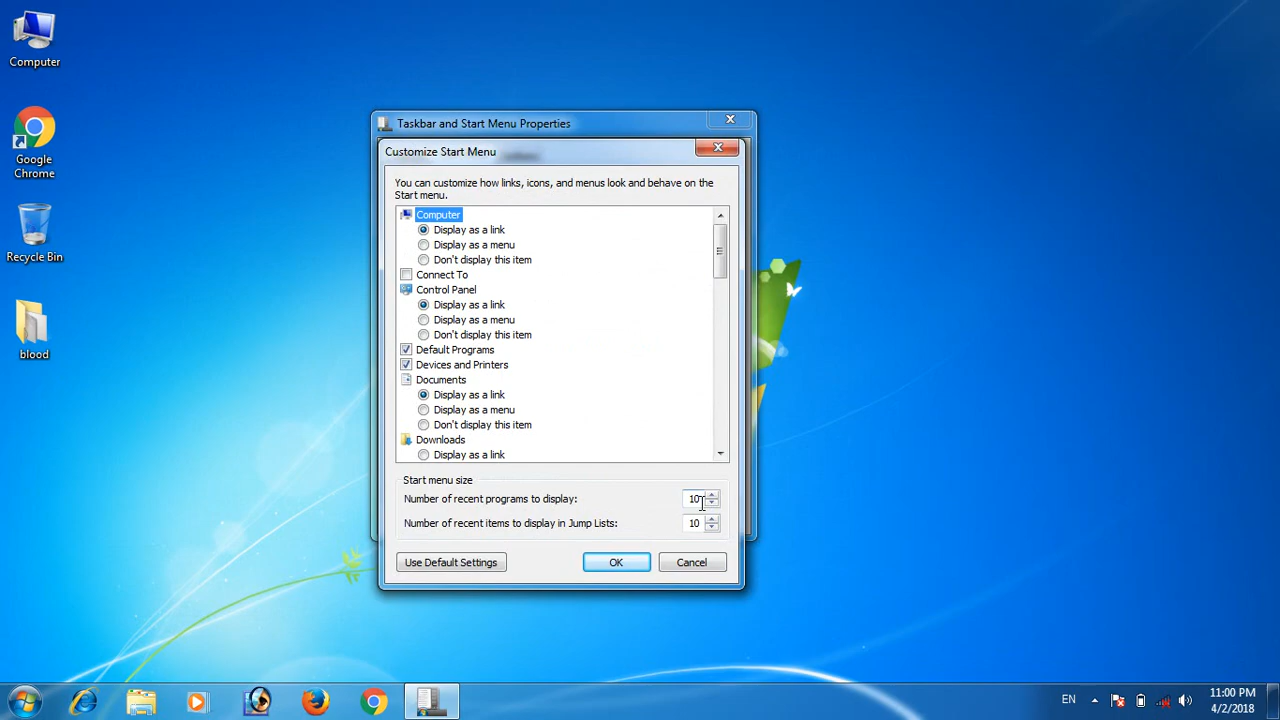 Computer
Google
Chrome
Recycle Bin
blood
Taskbar and Start Menu Properties
Customize Start Menu
You can customize how links, icons, and menus look and behave on the
Start menu.
Computer
Display as a link
Display as a menu
Don't display this item
Connect To
Control Panel
Display as a link
Display as a menu
Don't display this item
Default Programs
Devices and Printers
Documents
Display as a link
Display as a menu
Don't display this item
Downloads
Display as a link
Start menu size
Number of recent programs to display: 10
Number of recent items to display in Jump Lists: 10
Use Default Settings OK Cancel
EN 11:00 PM
4/2/2018